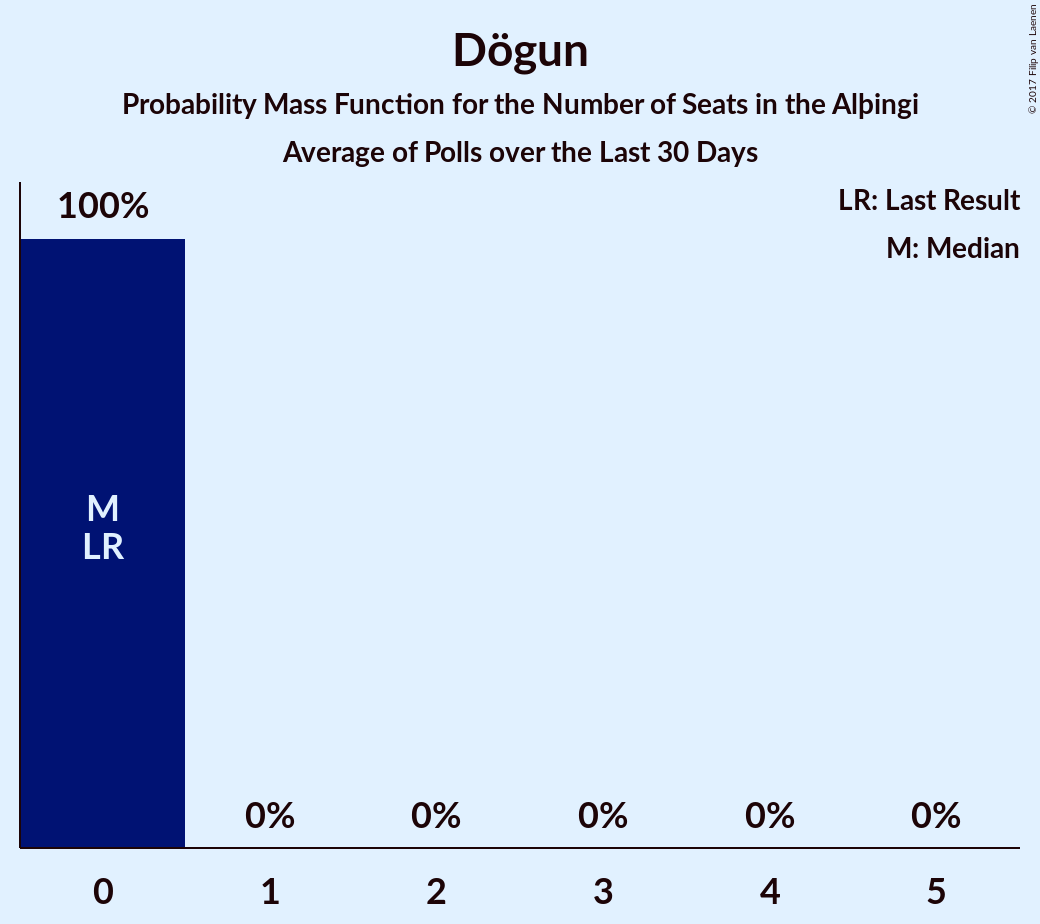 Dögun
Probability Mass Function for the Number of Seats in the Alþingi
Average of Polls over the Last 30 Days
© 2017 Filip van Laenen
LR: Last Result
M: Median
100%
M
LR
0% 0% 0% 0% 0%
0 1 2 3 4 5